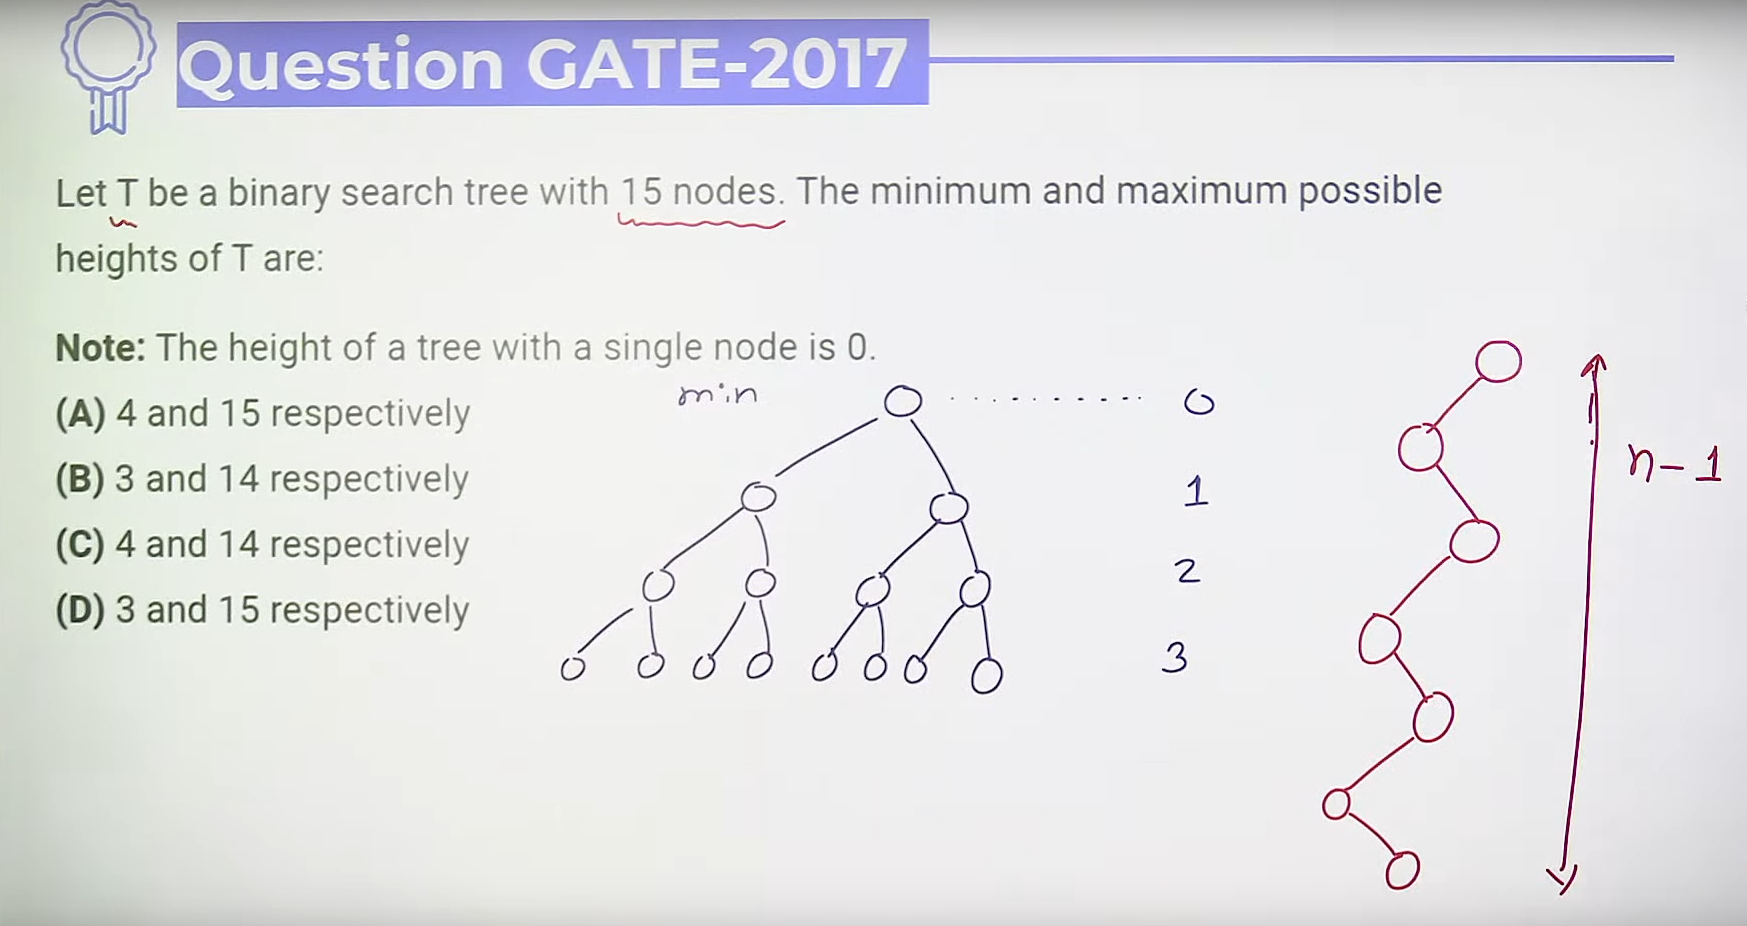 Question GATE-2017
Let T be a binary search tree with 15 nodes. The minimum and maximum possible
heights of T are:
Note: The height of a tree with a single node is 0.
(A) 4 and 15 respectively
(B) 3 and 14 respectively
(C) 4 and 14 respectively
(D) 3 and 15 respectively
min
0
1
2
3
n-1